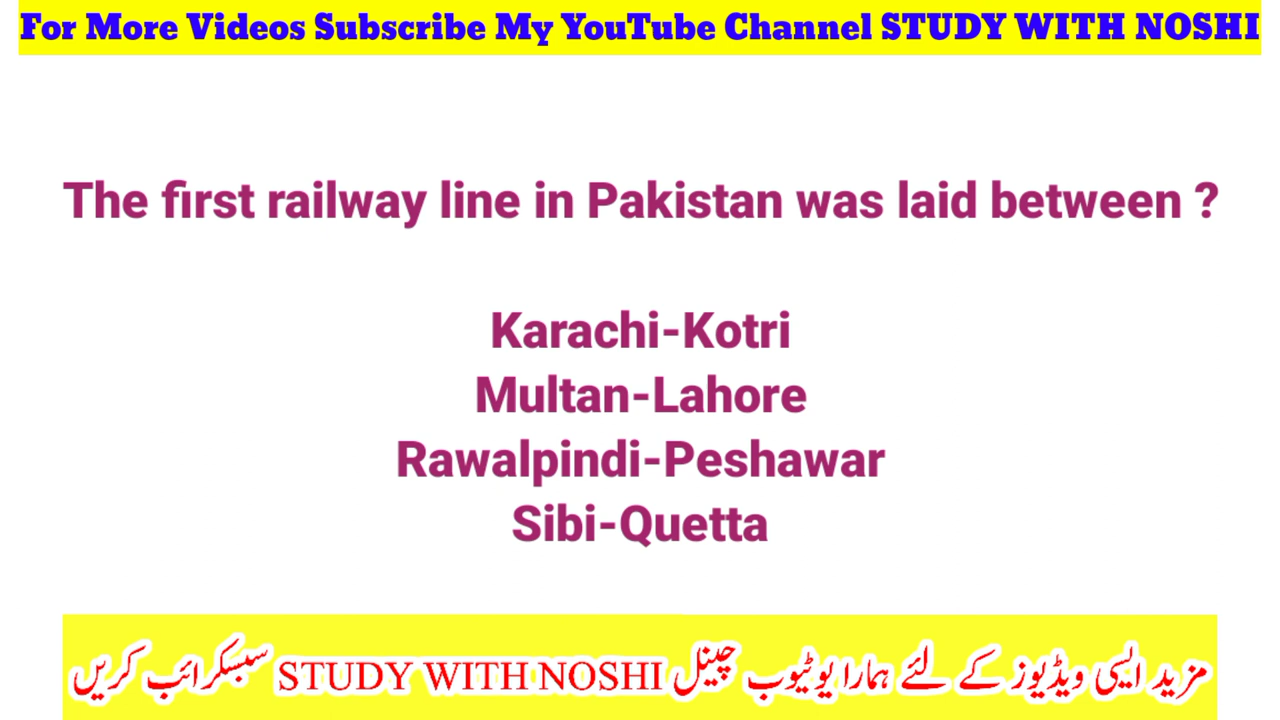 For More Videos Subscribe My YouTube Channel STUDY WITH NOSHI
The first railway line in Pakistan was laid between ?
Karachi-Kotri
Multan-Lahore
Rawalpindi-Peshawar
Sibi-Quetta
مزید ایسی ویڈیوز کے لئے ہمارا یوٹیوب چینل STUDY WITH NOSHI سبسکرائب کریں